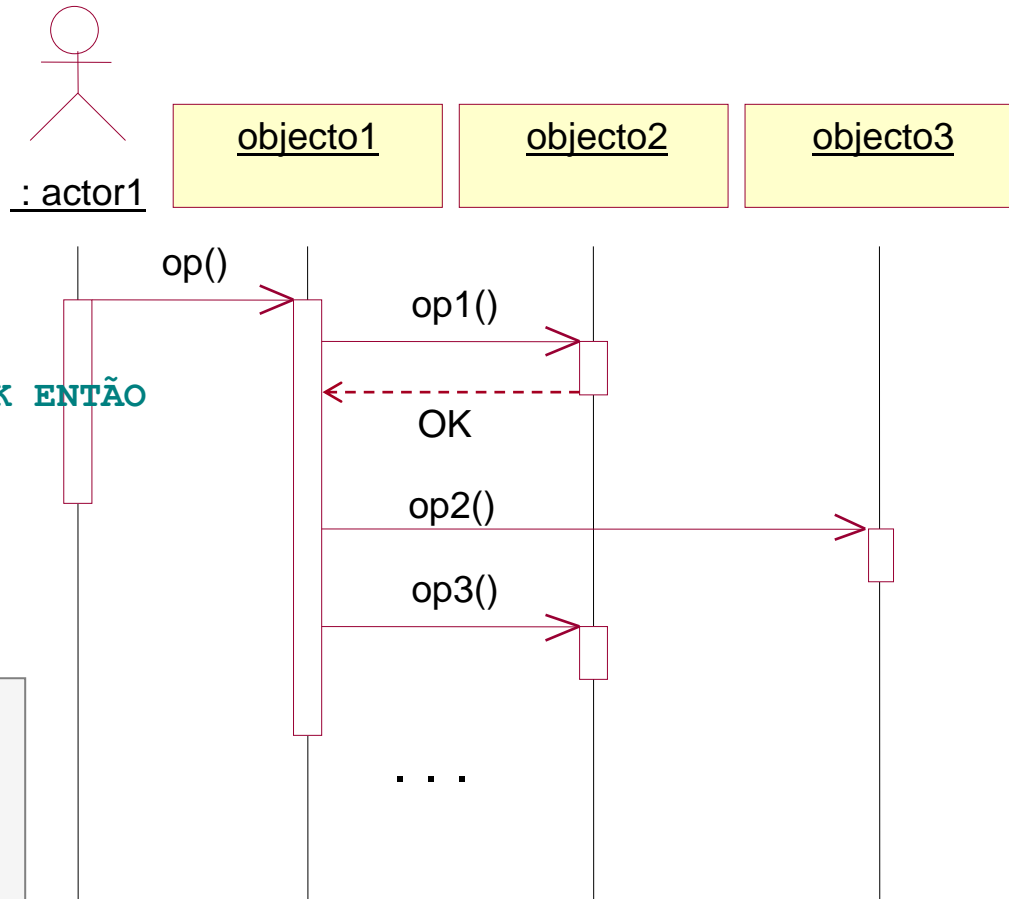 objecto1 objecto2 objecto3
: actor1
op()
op1()
K ENTÃO
OK
op2()
op3()
. . .